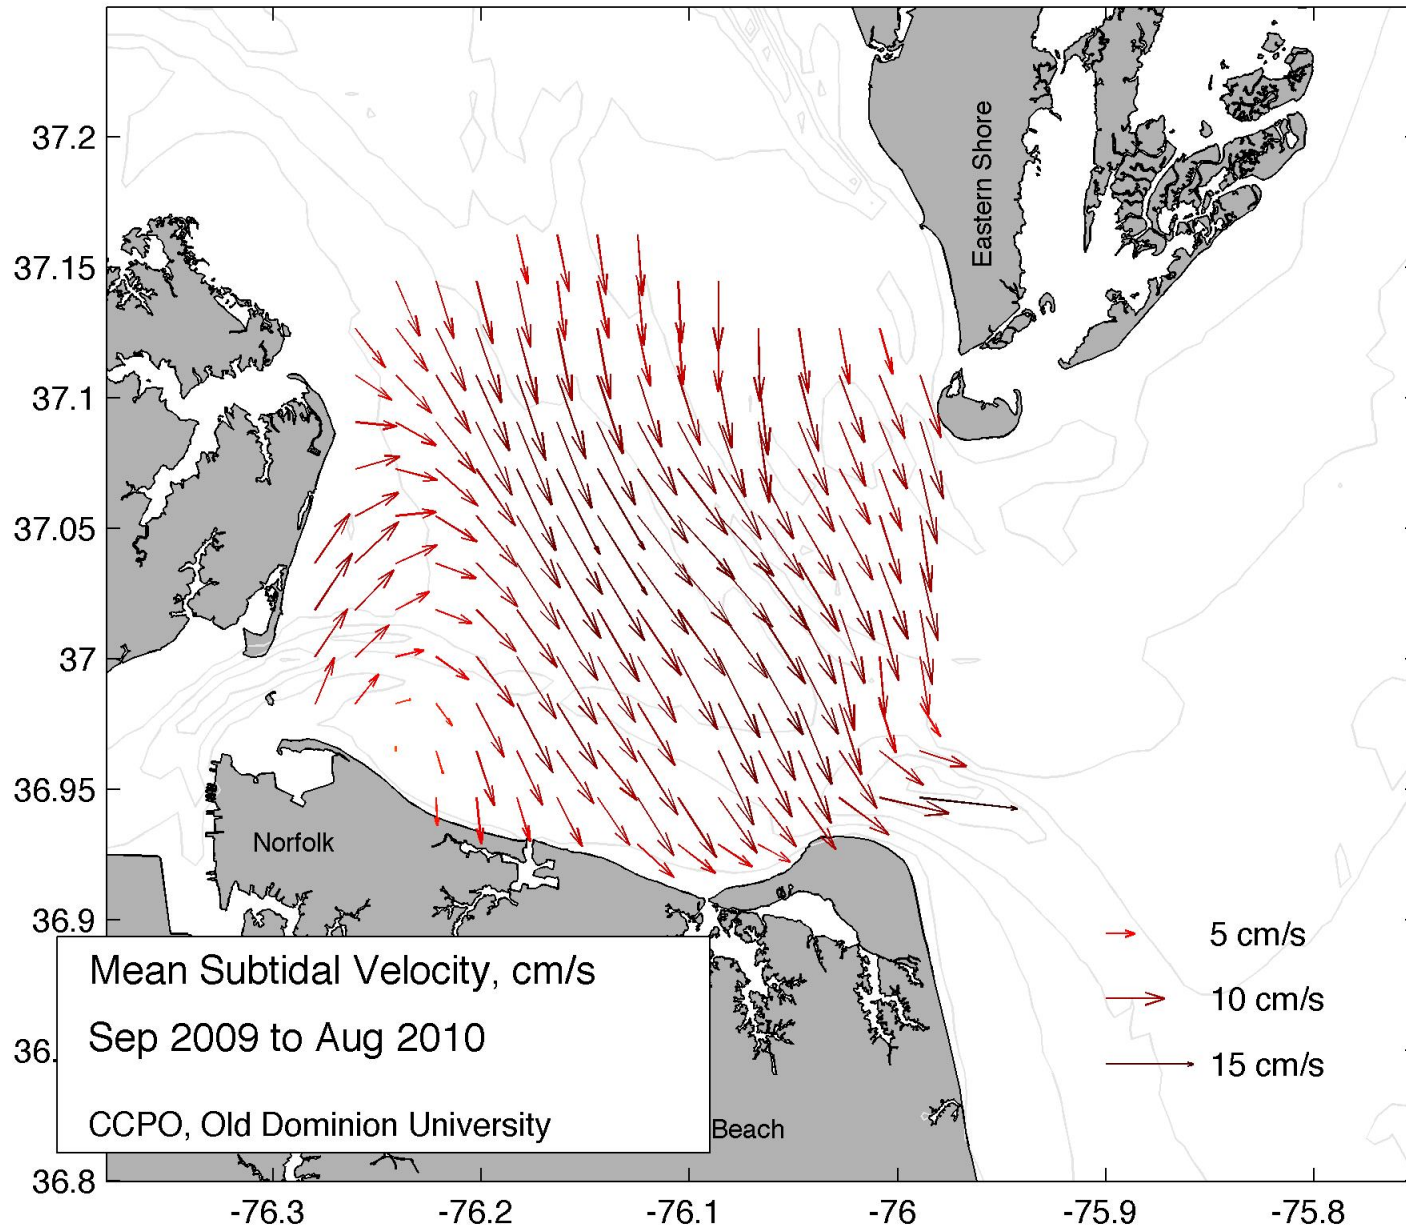 37.2
37.15
37.1
37.05
37
36.95
36.9
36.
36.8
Eastern Shore
Norfolk
Beach
5 cm/s
10 cm/s
15 cm/s
Mean Subtidal Velocity, cm/s
Sep 2009 to Aug 2010
CCPO, Old Dominion University
-76.3
-76.2
-76.1
-76
-75.9
-75.8